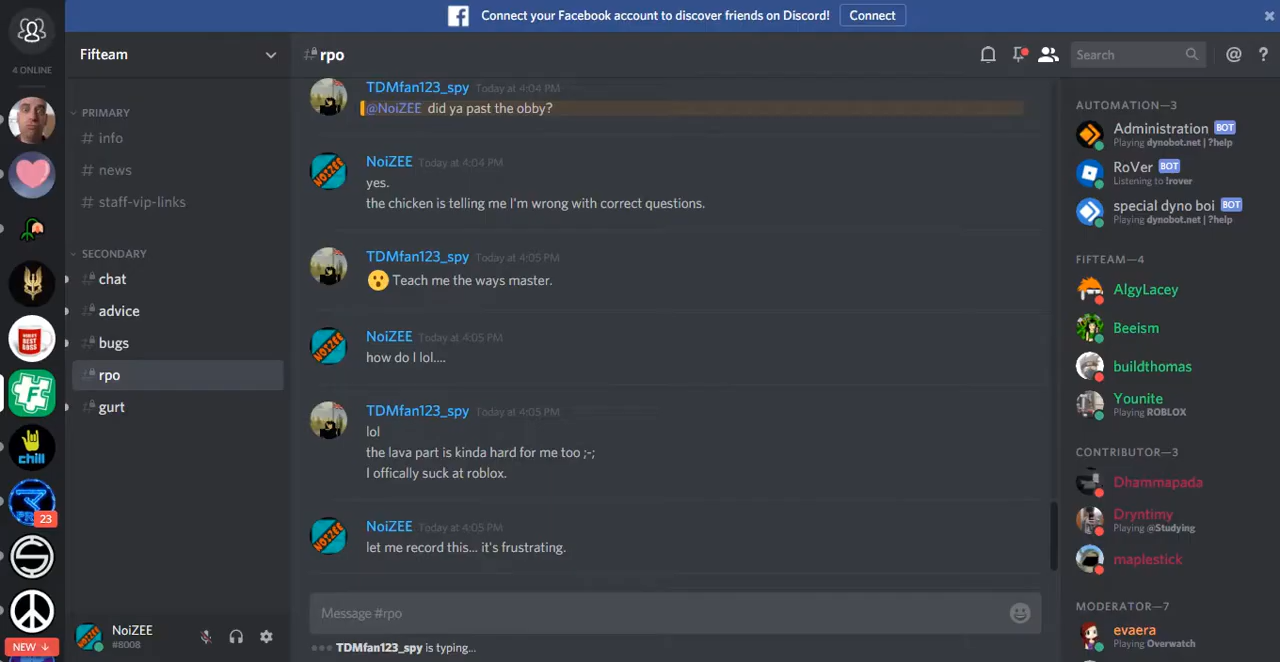 Connect your Facebook account to discover friends on Discord!
Connect
4 ONLINE
Fifteam
#rpo
Search
PRIMARY
# info
# news
# staff-vip-links
SECONDARY
chat
advice
bugs
rpo
gurt
chill
23
NEW ↓
NoiZEE
#8008
TDMfan123_spy Today at 4:04 PM
@NoiZEE did ya past the obby?
NoiZEE Today at 4:04 PM
yes.
the chicken is telling me I'm wrong with correct questions.
TDMfan123_spy Today at 4:05 PM
😮 Teach me the ways master.
NoiZEE Today at 4:05 PM
how do I lol....
TDMfan123_spy Today at 4:05 PM
lol
the lava part is kinda hard for me too ;-;
I offically suck at roblox.
NoiZEE Today at 4:05 PM
let me record this... it's frustrating.
Message #rpo
TDMfan123_spy is typing...
AUTOMATION—3
Administration BOT
Playing dynobot.net | ?help
RoVer BOT
Listening to !rover
special dyno boi BOT
Playing dynobot.net | ?help
FIFTEAM—4
AlgyLacey
Beeism
buildthomas
Younite
Playing ROBLOX
CONTRIBUTOR—3
Dhammapada
Dryntimy
Playing @Studying
maplestick
MODERATOR—7
evaera
Playing Overwatch